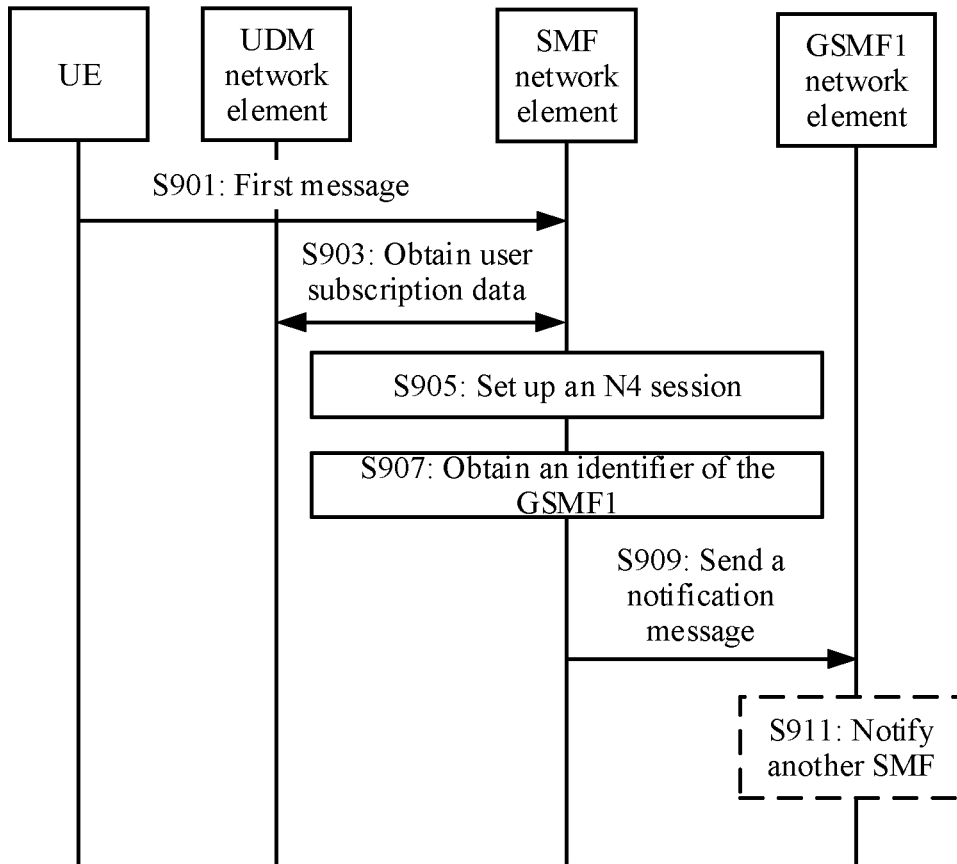 UE
UDM
network
element
SMF
network
element
GSMF1
network
element
S901: First message
S903: Obtain user
subscription data
S905: Set up an N4 session
S907: Obtain an identifier of the
GSMF1
S909: Send a
notification
message
S911: Notify
another SMF